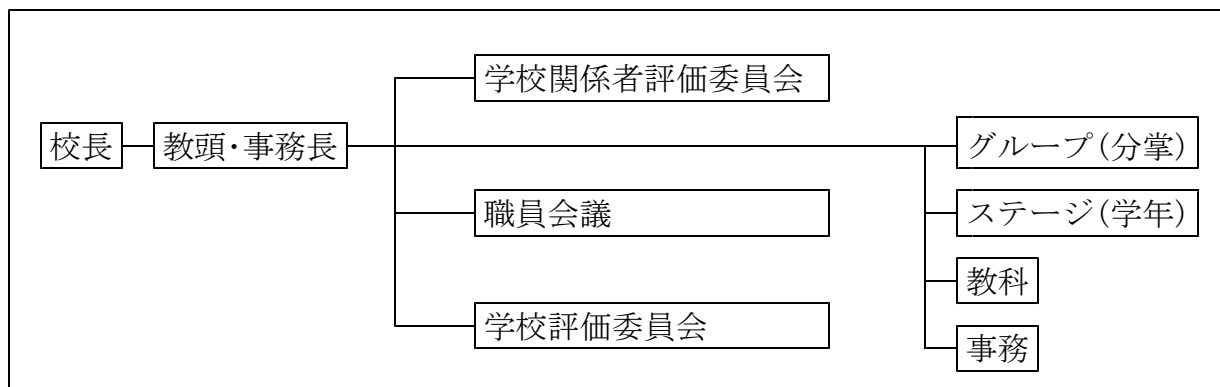 学校関係者評価委員会
校長
教頭・事務長
グループ(分掌)
職員会議
ステージ(学年)
教科
学校評価委員会
事務